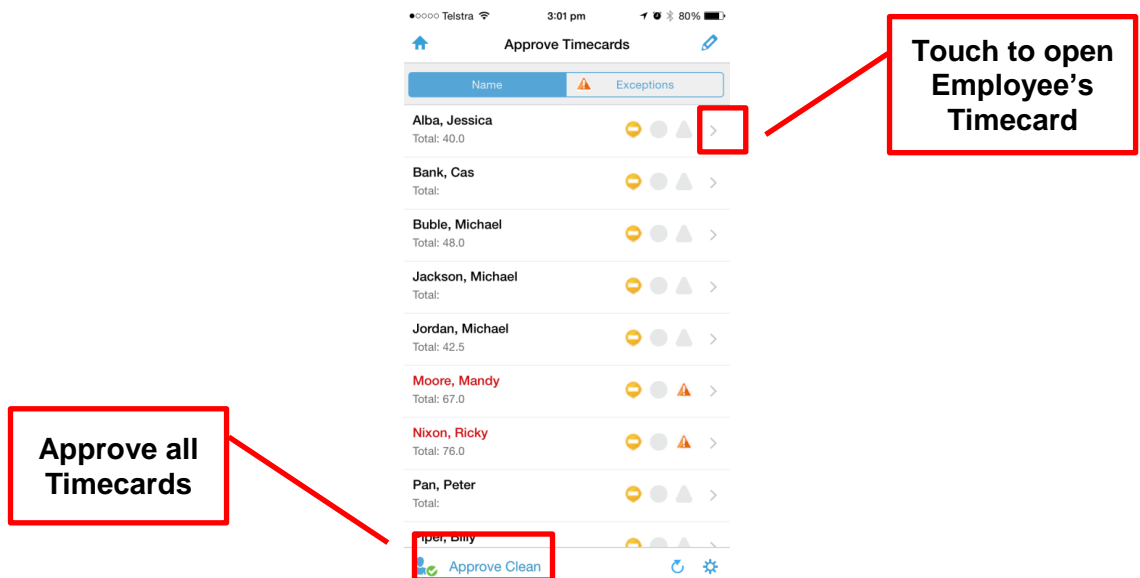 Telstra 3:01 pm 80%
Approve Timecards
Name Exceptions
Alba, Jessica
Total: 40.0
Bank, Cas
Total:
Buble, Michael
Total: 48.0
Jackson, Michael
Total:
Jordan, Michael
Total: 42.5
Moore, Mandy
Total: 67.0
Nixon, Ricky
Total: 76.0
Pan, Peter
Total:
Piper, Billy
Approve Clean
Touch to open
Employee’s
Timecard
Approve all
Timecards